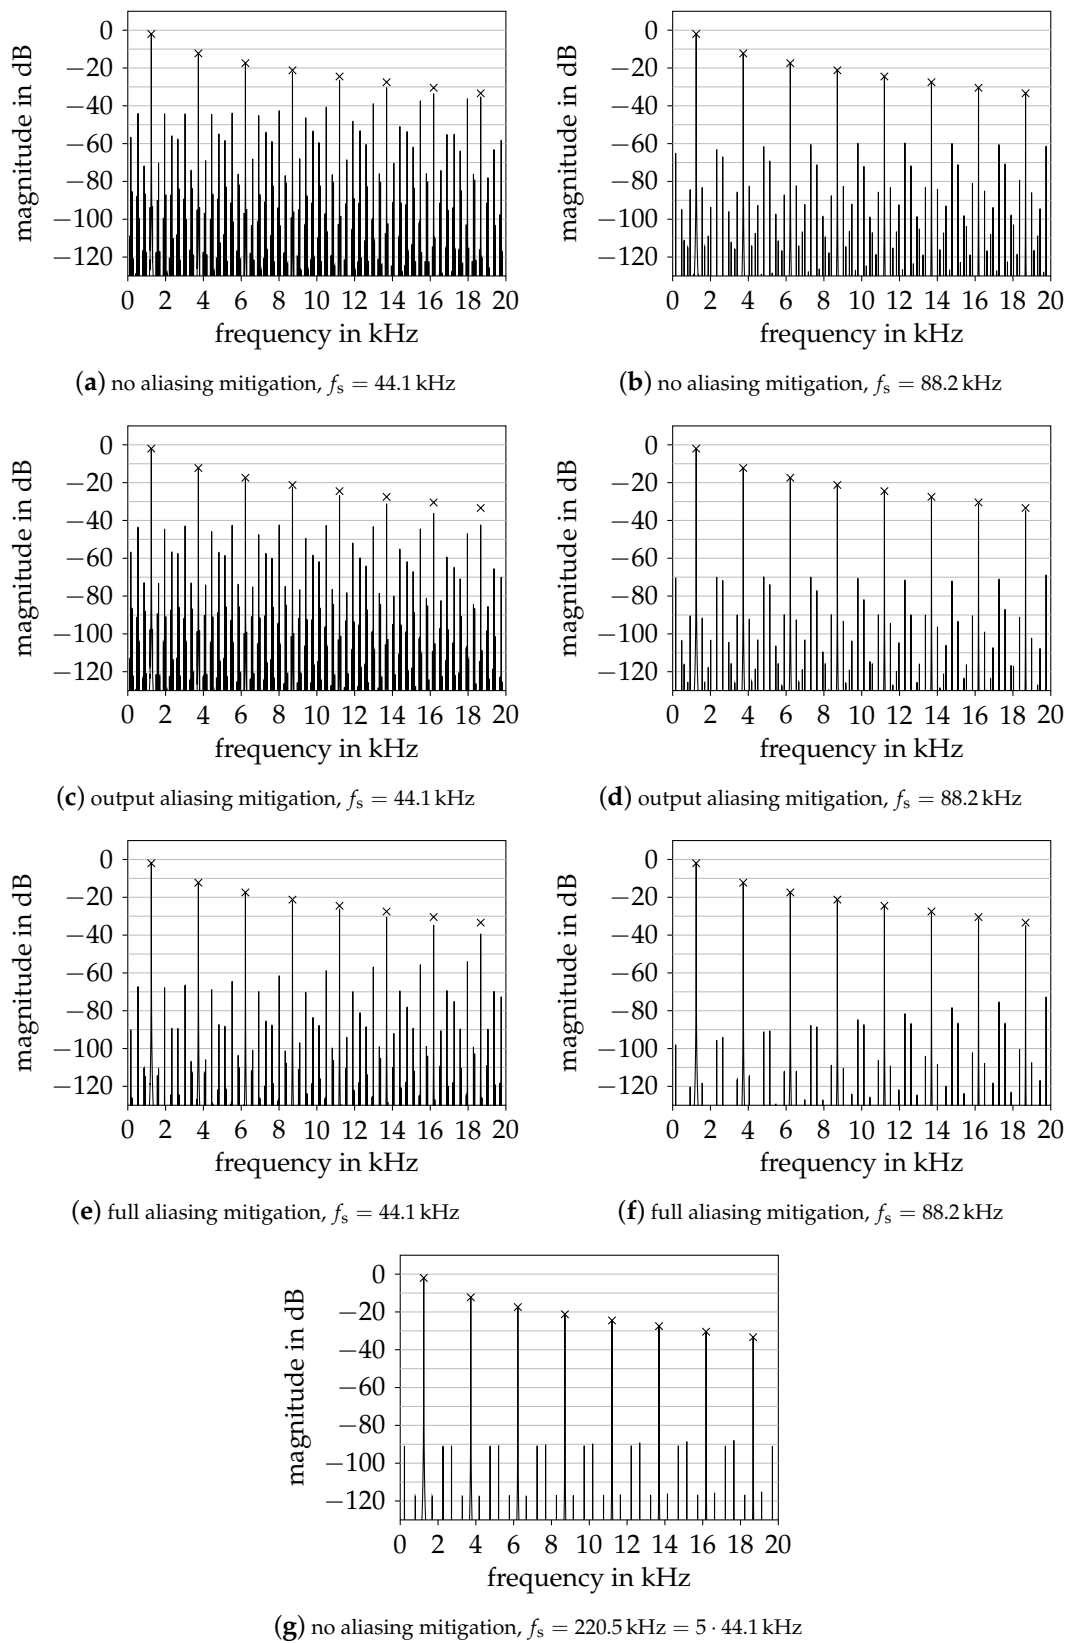 0
−20
−40
−60
−80
−100
−120
magnitude in dB
0 2 4 6 8 10 12 14 16 18 20
frequency in kHz
(a) no aliasing mitigation, fs = 44.1 kHz
0
−20
−40
−60
−80
−100
−120
magnitude in dB
0 2 4 6 8 10 12 14 16 18 20
frequency in kHz
(b) no aliasing mitigation, fs = 88.2 kHz
0
−20
−40
−60
−80
−100
−120
magnitude in dB
0 2 4 6 8 10 12 14 16 18 20
frequency in kHz
(c) output aliasing mitigation, fs = 44.1 kHz
0
−20
−40
−60
−80
−100
−120
magnitude in dB
0 2 4 6 8 10 12 14 16 18 20
frequency in kHz
(d) output aliasing mitigation, fs = 88.2 kHz
0
−20
−40
−60
−80
−100
−120
magnitude in dB
0 2 4 6 8 10 12 14 16 18 20
frequency in kHz
(e) full aliasing mitigation, fs = 44.1 kHz
0
−20
−40
−60
−80
−100
−120
magnitude in dB
0 2 4 6 8 10 12 14 16 18 20
frequency in kHz
(f) full aliasing mitigation, fs = 88.2 kHz
0
−20
−40
−60
−80
−100
−120
magnitude in dB
0 2 4 6 8 10 12 14 16 18 20
frequency in kHz
(g) no aliasing mitigation, fs = 220.5 kHz = 5 · 44.1 kHz